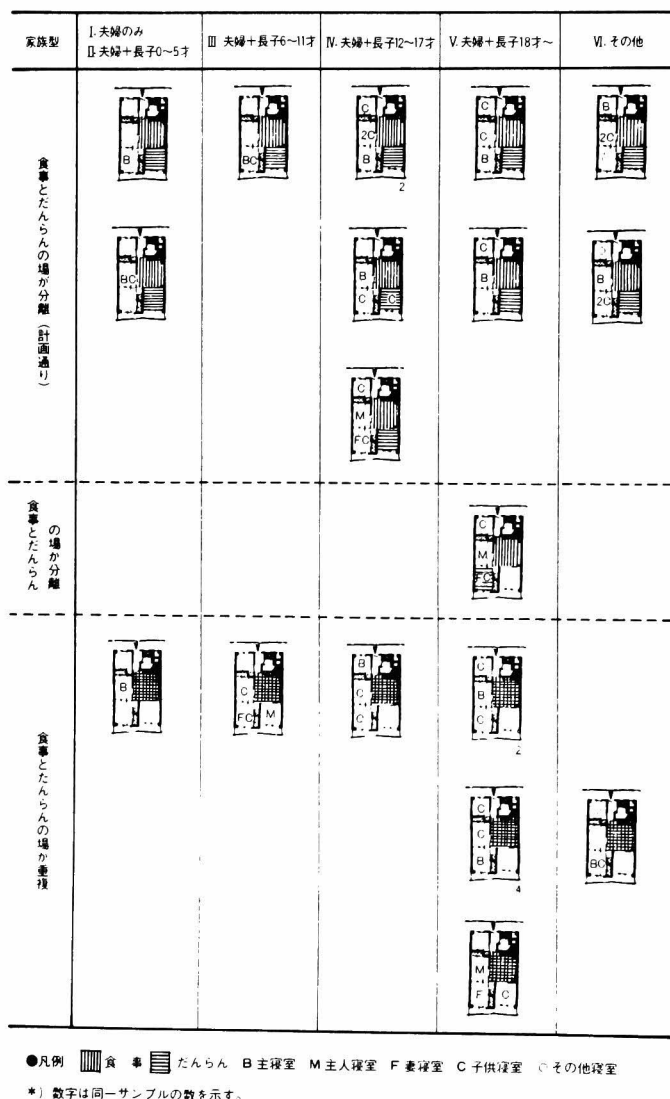 家族型
I. 夫婦のみ
II. 夫婦+長子0~5才
III 夫婦+長子6~11才
IV. 夫婦+長子12~17才
V. 夫婦+長子18才~
VI. その他
食事とだんらんの場が分離(計画通り)
B
BC
C
2C
B
2
C
C
B
B
2C
BC
B
C
C
C
B
B
2C
C
M
FC
食事とだんらん
の場が分離
C
M
FC
食事とだんらんの場が重複
B
C
FC
M
B
C
C
C
B
C
2
C
C
B
4
BC
M
F
C
●凡例 食事 だんらん B 主寝室 M 主人寝室 F 妻寝室 C 子供寝室 ○その他寝室
*) 数字は同一サンプルの数を示す。